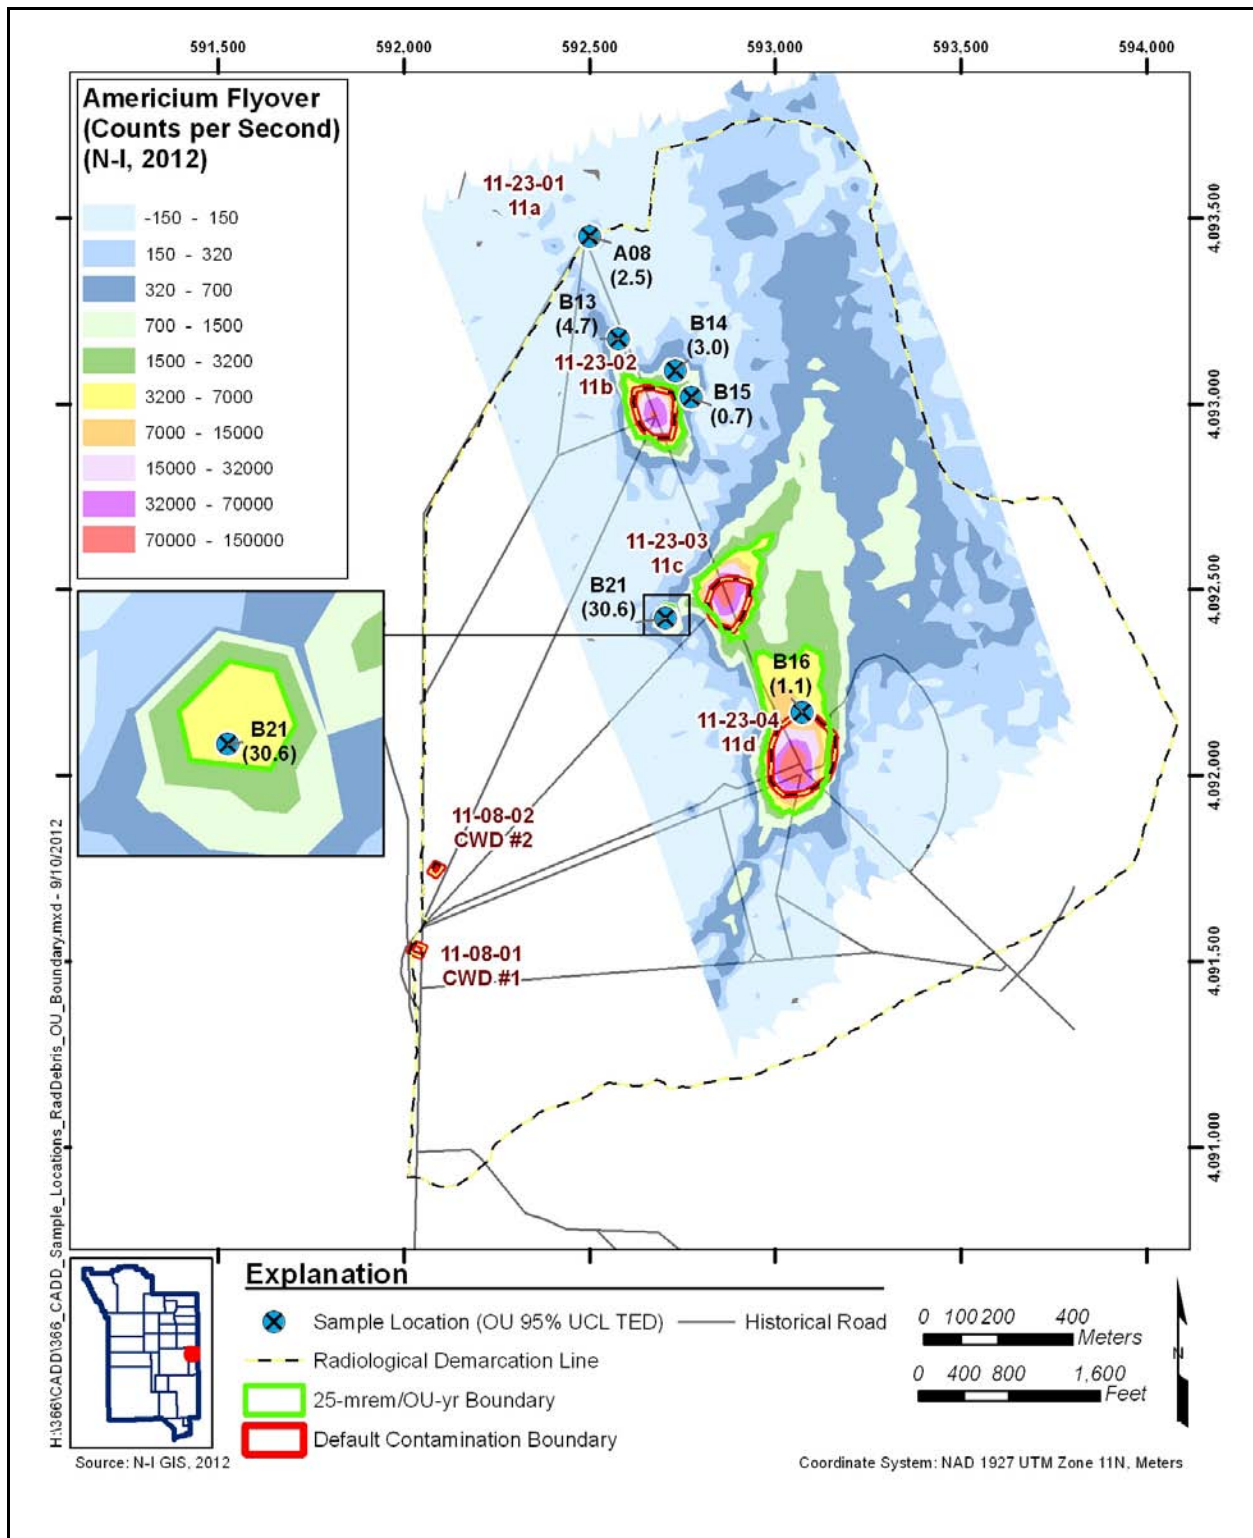 591,500 592,000 592,500 593,000 593,500 594,000
Americium Flyover
(Counts per Second)
(N-I, 2012)
-150 - 150
150 - 320
320 - 700
700 - 1500
1500 - 3200
3200 - 7000
7000 - 15000
15000 - 32000
32000 - 70000
70000 - 150000
11-23-01
11a
A08
(2.5)
B13
(4.7)
B14
(3.0)
11-23-02
11b
B15
(0.7)
11-23-03
11c
B21
(30.6)
B16
(1.1)
11-23-04
11d
B21
(30.6)
11-08-02
CWD #2
11-08-01
CWD #1
4,093,500
4,093,000
4,092,500
4,092,000
4,091,500
4,091,000
H:\366\CADD\366_CADD_Sample_Locations_RadDebris_OU_Boundary.mxd - 9/10/2012
Explanation
Sample Location (OU 95% UCL TED)
Historical Road
Radiological Demarcation Line
25-mrem/OU-yr Boundary
Default Contamination Boundary
0 100 200 400
Meters
0 400 800 1,600
Feet
N
Source: N-I GIS, 2012
Coordinate System: NAD 1927 UTM Zone 11N, Meters